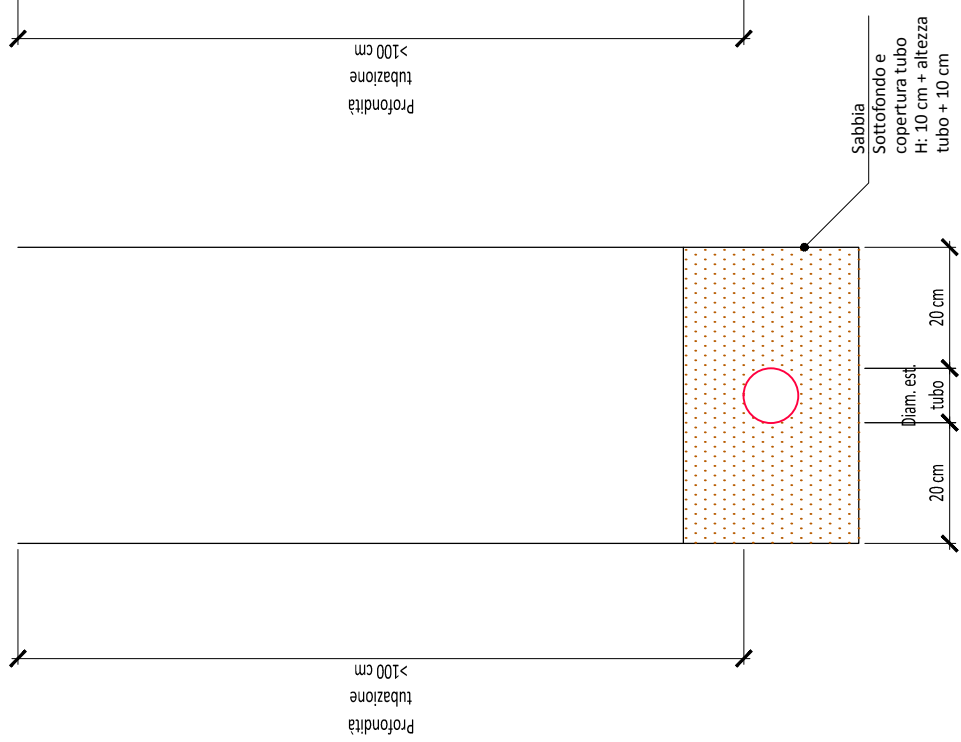 Profondità
tubazione
>100 cm
Sabbia
Sottofondo e
copertura tubo
H: 10 cm + altezza
tubo + 10 cm
20 cm
Diam. est.
tubo
20 cm
Profondità
tubazione
>100 cm